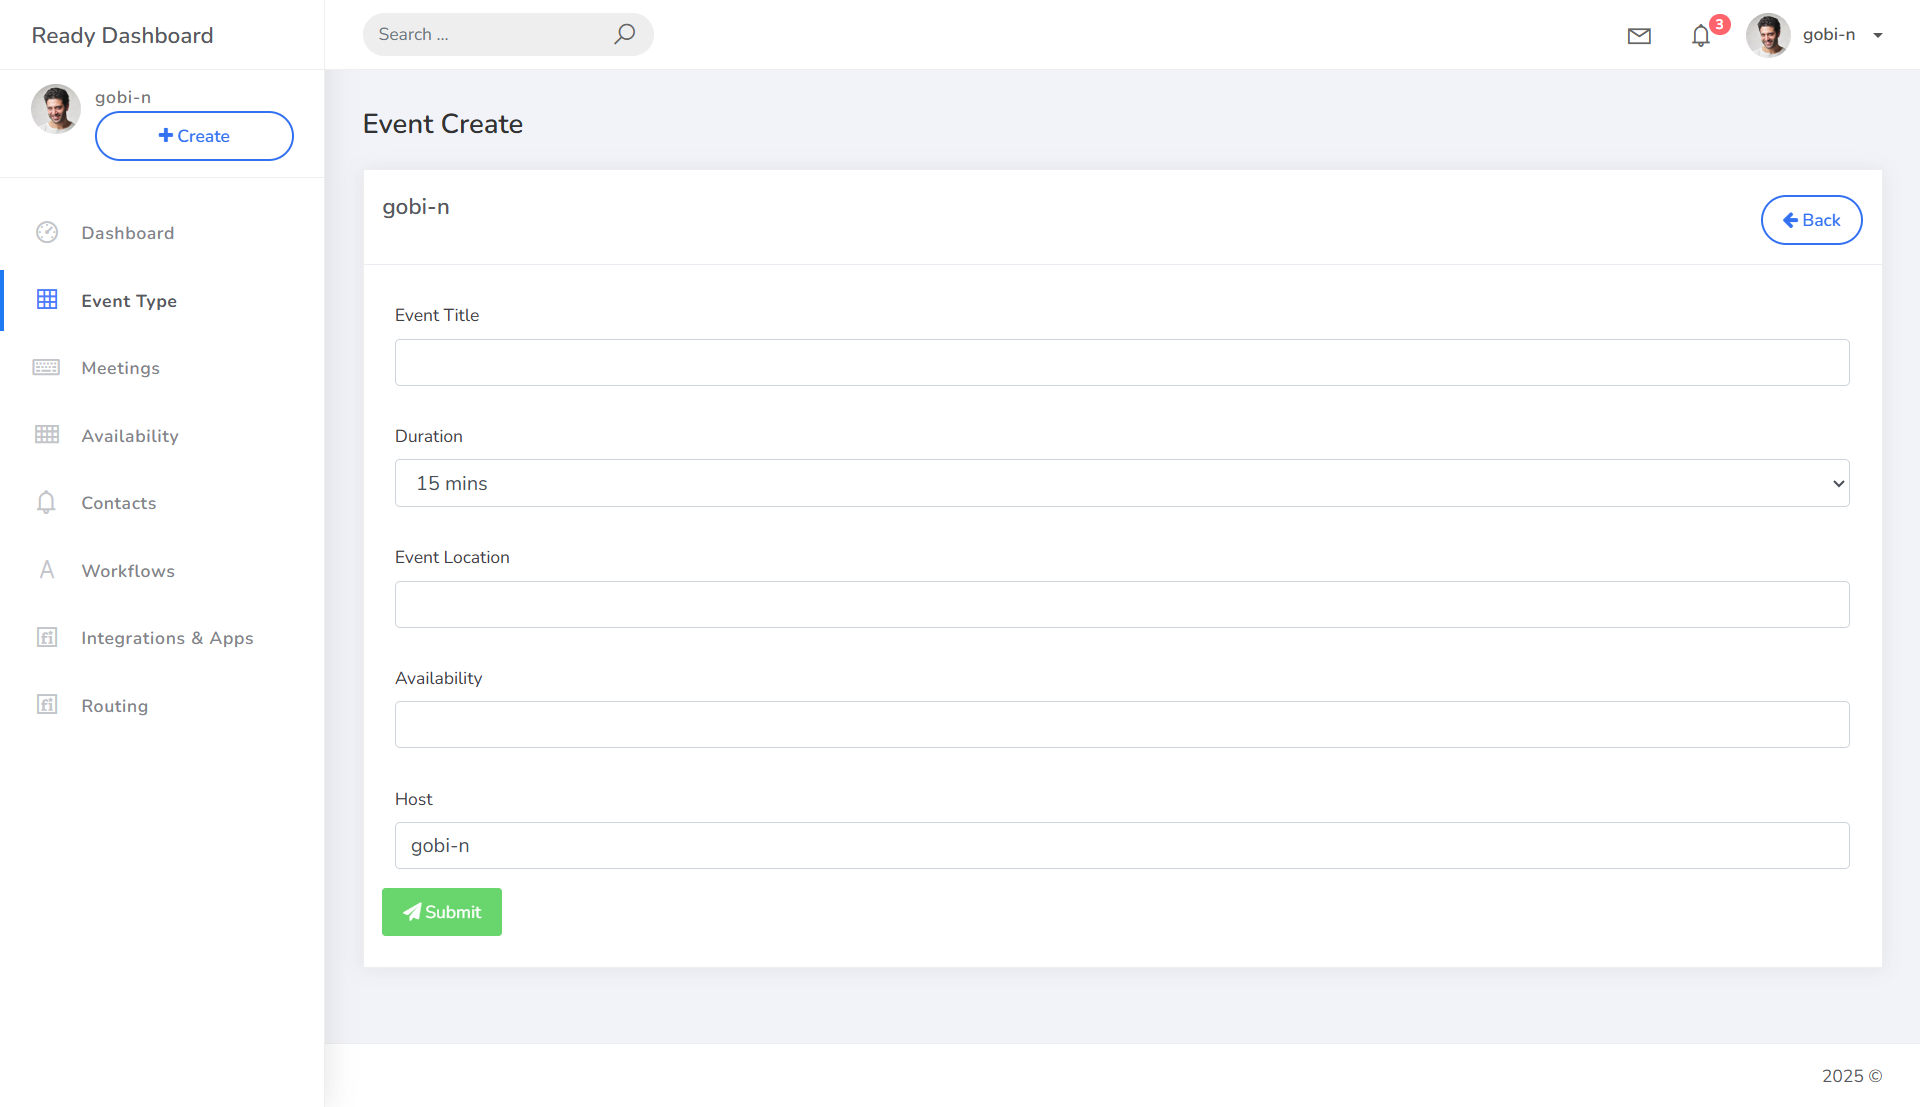 Ready Dashboard
Search ...
3
gobi-n
gobi-n
Create
Dashboard
Event Type
Meetings
Availability
Contacts
Workflows
Integrations & Apps
Routing
Event Create
gobi-n
Back
Event Title
Duration
15 mins
Event Location
Availability
Host
gobi-n
Submit
2025 ©